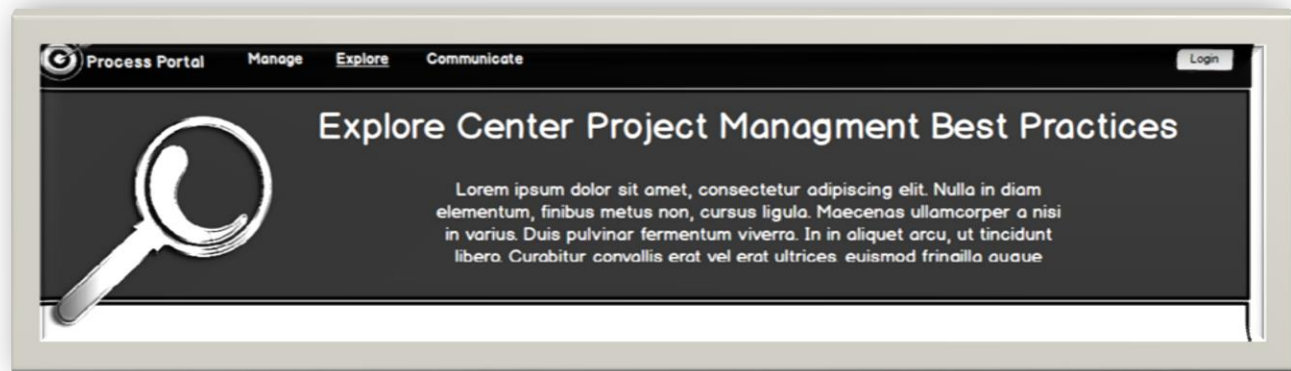 Process Portal Manage Explore Communicate Login
Explore Center Project Managment Best Practices
Lorem ipsum dolor sit amet, consectetur adipiscing elit. Nulla in diam
elementum, finibus metus non, cursus ligula. Maecenas ullamcorper a nisi
in varius. Duis pulvinar fermentum viverra. In in aliquet arcu, ut tincidunt
libero. Curabitur convallis erat vel erat ultrices, euismod fringilla augue